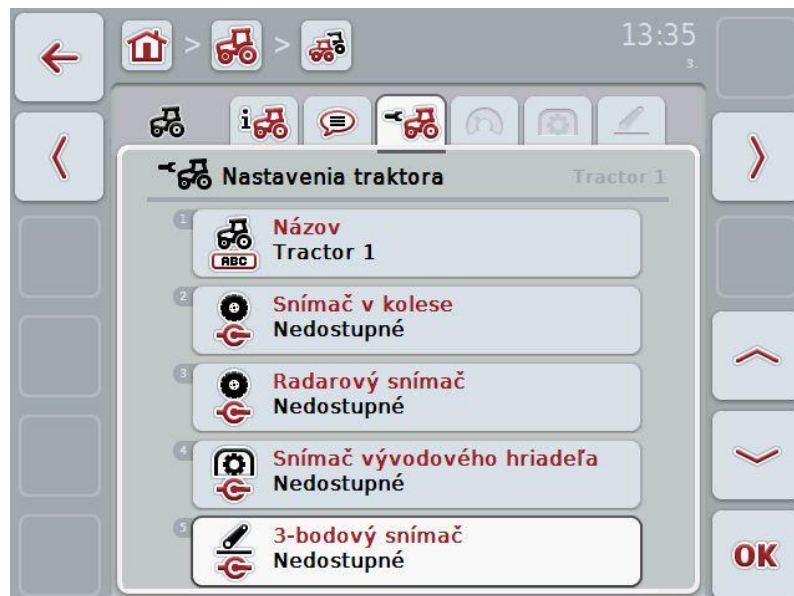 > >
13:35
3.
i
Nastavenia traktora Tractor 1
1
Názov
Tractor 1
ABC
2
Snímač v kolese
Nedostupné
3
Radarový snímač
Nedostupné
4
Snímač vývodového hriadeľa
Nedostupné
5
3-bodový snímač
Nedostupné
OK